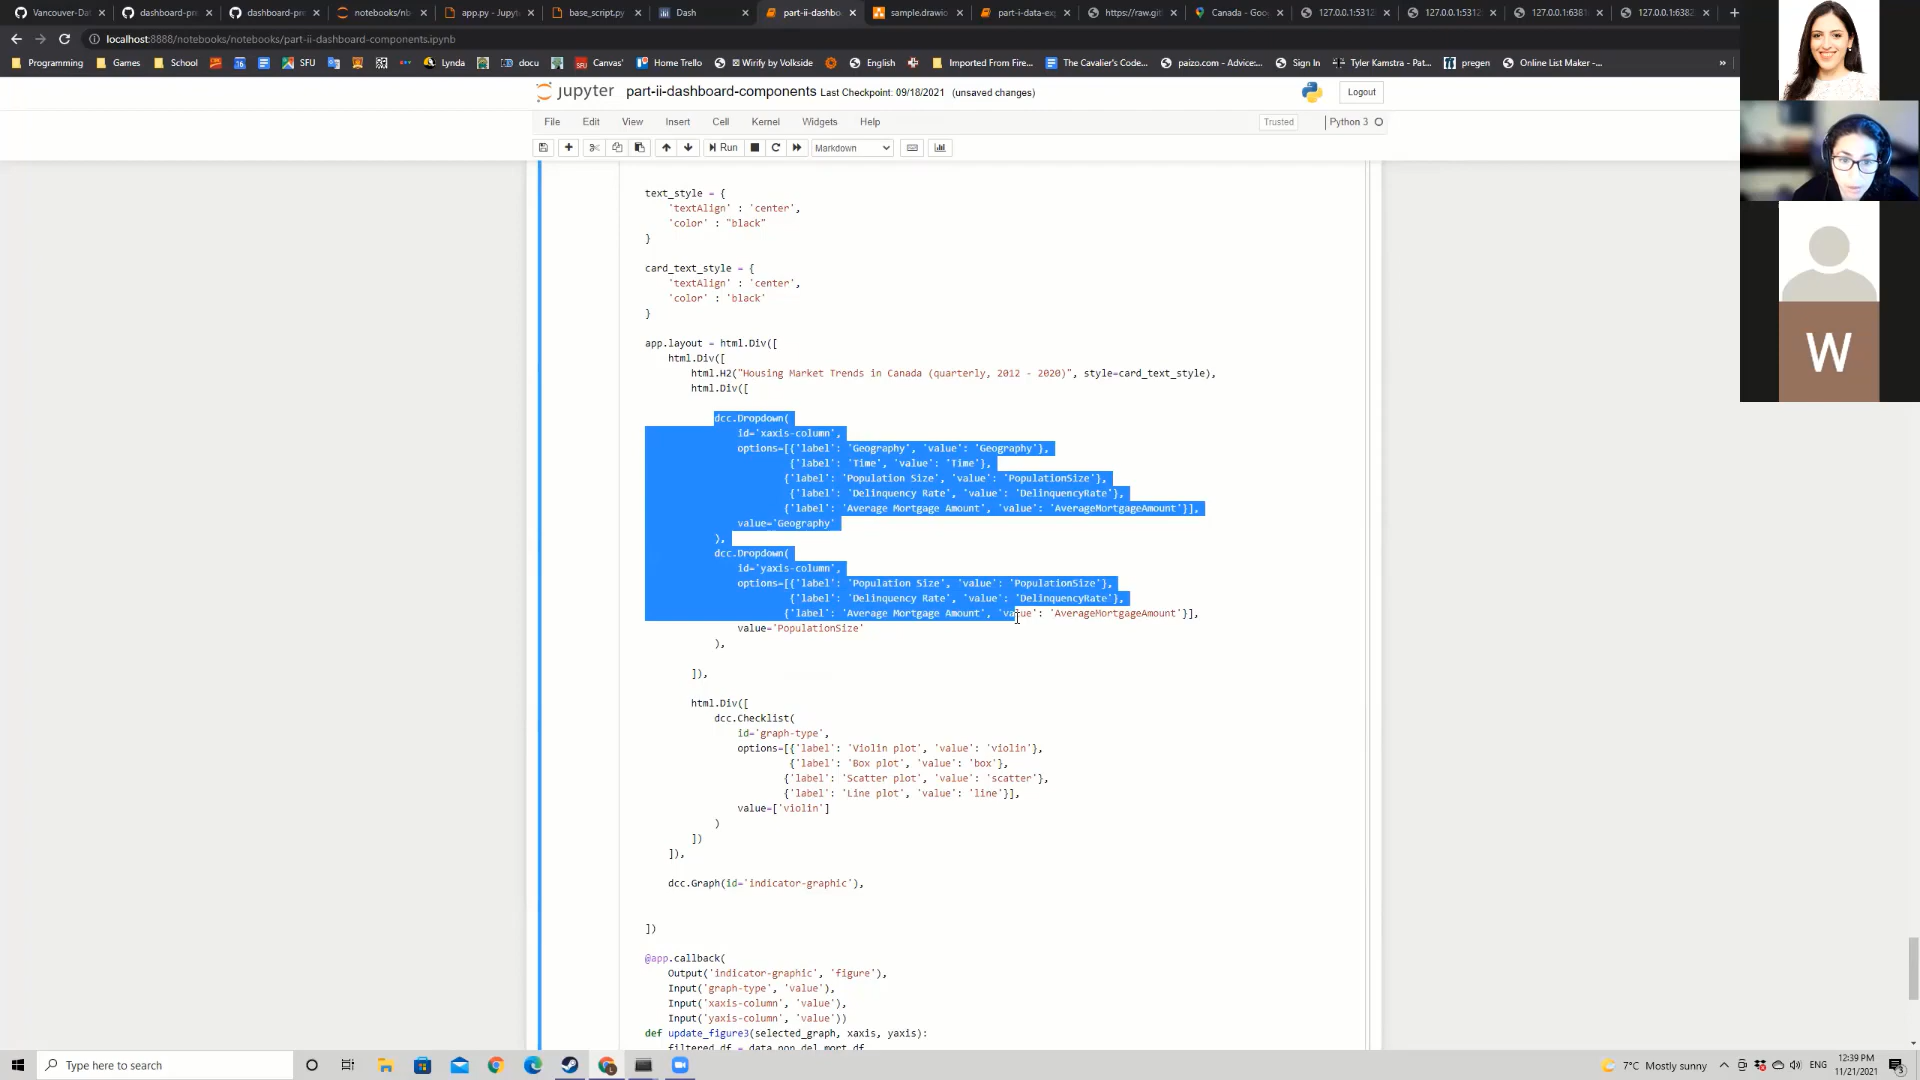 Vancouver-Da
dashboard-pr
dashboard-pre
notebooks/nb
app.py - Jupyte
base_script.py
Dash
part-ii-dashbo
sample.drawio
part-i-data-ex
https://raw.git
Canada - Goo
127.0.0.1:5312
127.0.0.1:5312
127.0.0.1:6381
127.0.0.1:6382
localhost:8888/notebooks/notebooks/part-ii-dashboard-components.ipynb
Programming
Games
School
SFU
Lynda
docu
Canvas'
Home Trello
Wirify by Volkside
English
Imported From Fire...
The Cavalier's Code...
paizo.com - Advice:...
Sign In
Tyler Kamstra - Pat...
pregen
Online List Maker -...
»
jupyter part-ii-dashboard-components Last Checkpoint: 09/18/2021 (unsaved changes)
Logout
File Edit View Insert Cell Kernel Widgets Help
Trusted
Python 3
Run
Markdown
text_style = {
'textAlign' : 'center',
'color' : "black"
}
card_text_style = {
'textAlign' : 'center',
'color' : 'black'
}
app.layout = html.Div([
html.Div([
html.H2("Housing Market Trends in Canada (quarterly, 2012 - 2020)", style=card_text_style),
html.Div([
dcc.Dropdown(
id='xaxis-column',
options=[{'label': 'Geography', 'value': 'Geography'},
{'label': 'Time', 'value': 'Time'},
{'label': 'Population Size', 'value': 'PopulationSize'},
{'label': 'Delinquency Rate', 'value': 'DelinquencyRate'},
{'label': 'Average Mortgage Amount', 'value': 'AverageMortgageAmount'}],
value='Geography'
),
dcc.Dropdown(
id='yaxis-column',
options=[{'label': 'Population Size', 'value': 'PopulationSize'},
{'label': 'Delinquency Rate', 'value': 'DelinquencyRate'},
{'label': 'Average Mortgage Amount', 'value': 'AverageMortgageAmount'}],
value='PopulationSize'
),
]),
html.Div([
dcc.Checklist(
id='graph-type',
options=[{'label': 'Violin plot', 'value': 'violin'},
{'label': 'Box plot', 'value': 'box'},
{'label': 'Scatter plot', 'value': 'scatter'},
{'label': 'Line plot', 'value': 'line'}],
value=['violin']
)
])
]),
dcc.Graph(id='indicator-graphic'),
])
@app.callback(
Output('indicator-graphic', 'figure'),
Input('graph-type', 'value'),
Input('xaxis-column', 'value'),
Input('yaxis-column', 'value'))
def update_figure3(selected_graph, xaxis, yaxis):
filtered_df = data_non_del_mort_df
W
Type here to search
7°C Mostly sunny
ENG
12:39 PM
11/21/2021
3